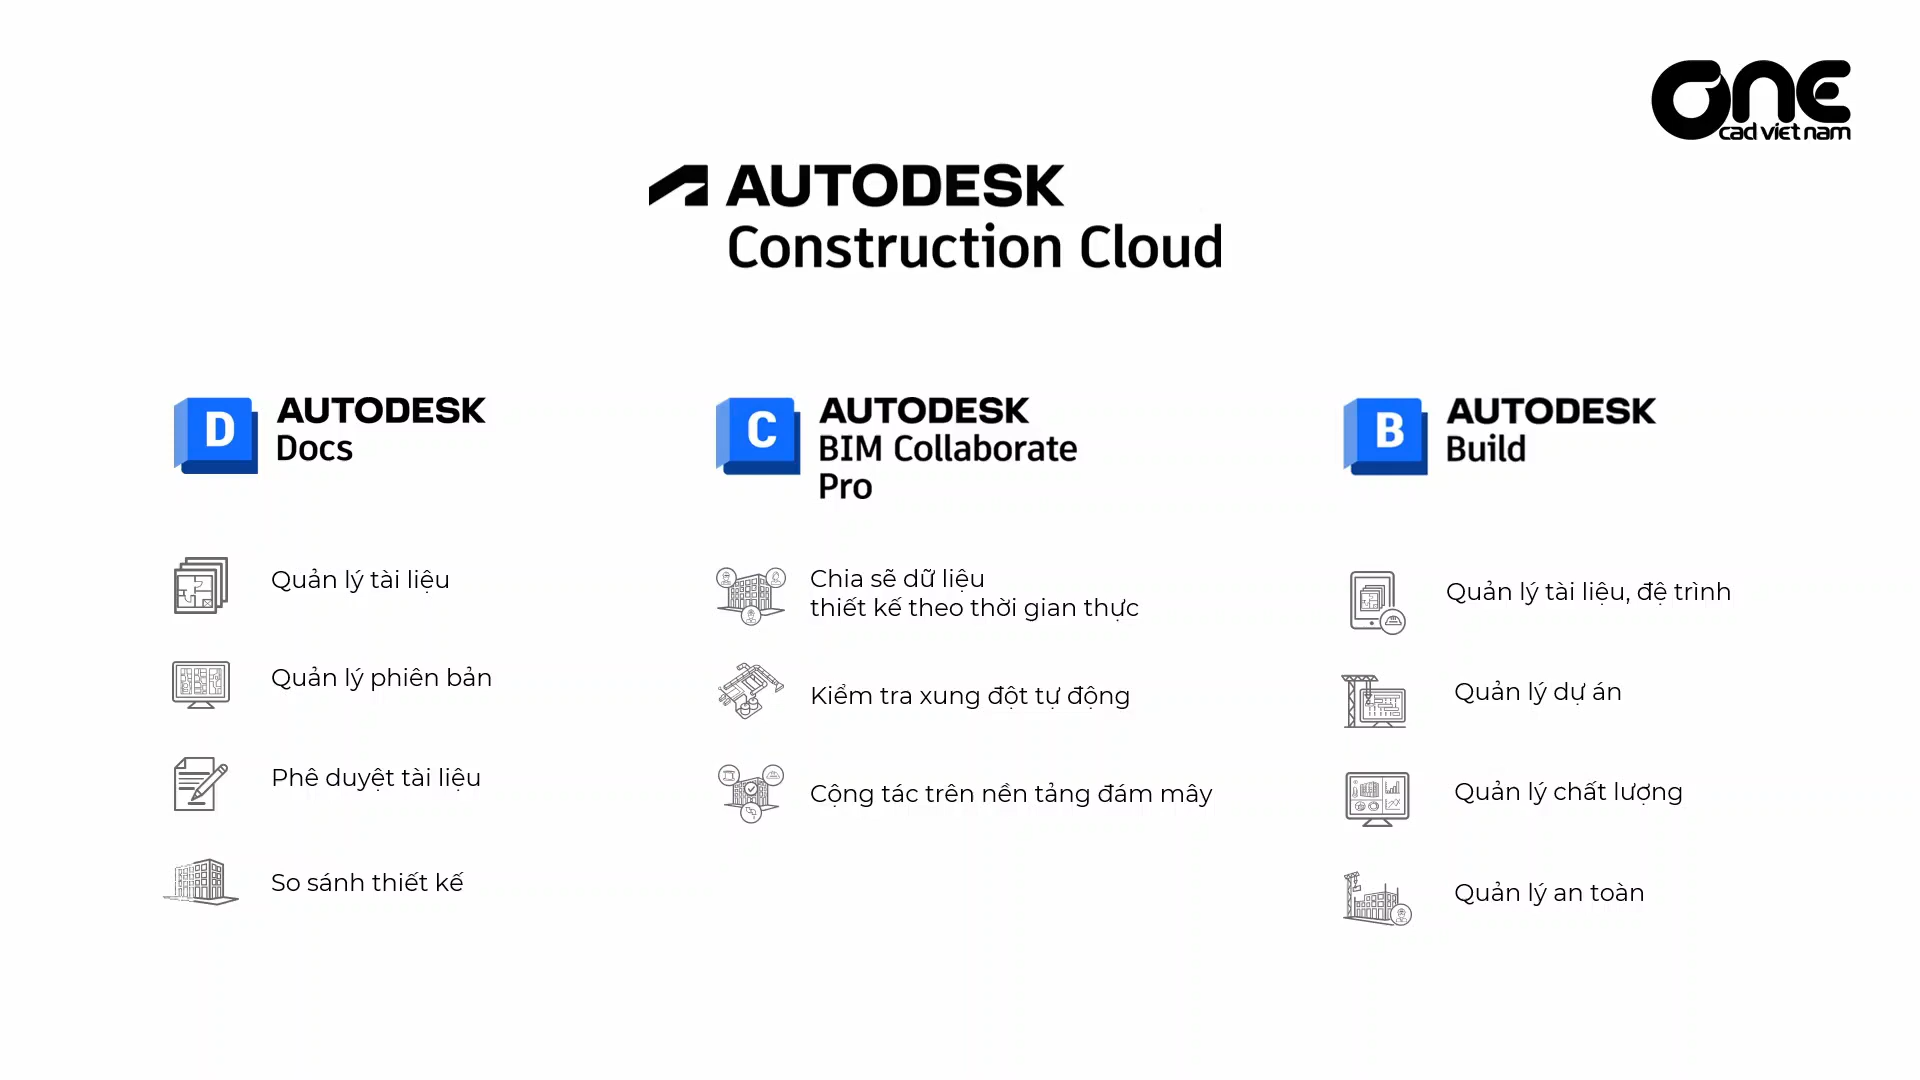 ONE
cad việt nam
AUTODESK
Construction Cloud
D
AUTODESK
Docs
Quản lý tài liệu
Quản lý phiên bản
Phê duyệt tài liệu
So sánh thiết kế
C
AUTODESK
BIM Collaborate
Pro
Chia sẽ dữ liệu
thiết kế theo thời gian thực
Kiểm tra xung đột tự động
Cộng tác trên nền tảng đám mây
B
AUTODESK
Build
Quản lý tài liệu, đệ trình
Quản lý dự án
Quản lý chất lượng
Quản lý an toàn